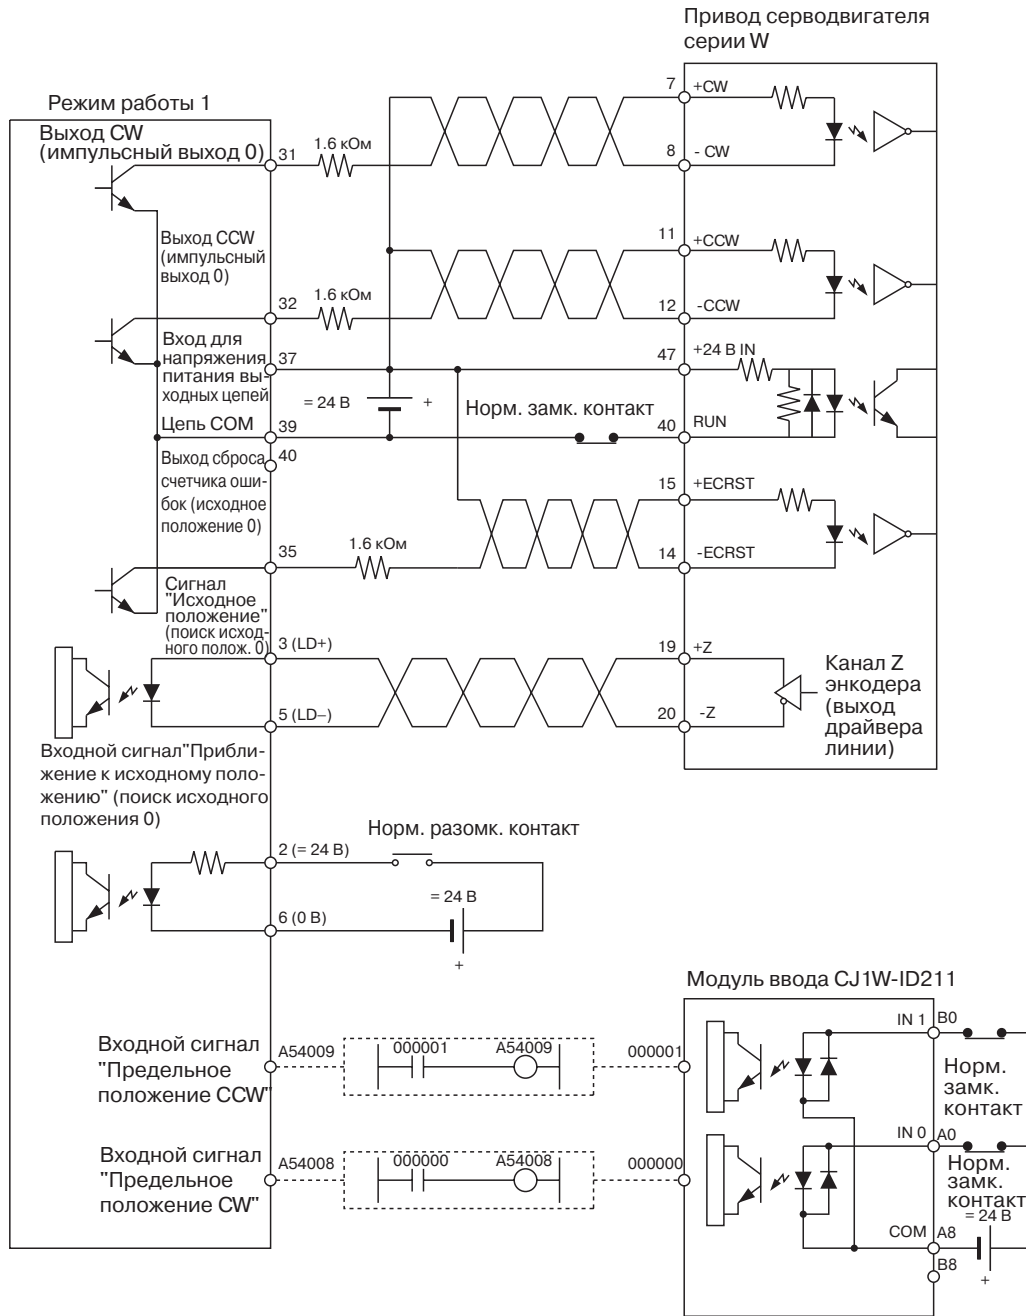 Привод серводвигателя
серии W
Режим работы 1
Выход CW
(импульсный выход 0)
31
1.6 кОм
7
+CW
8
- CW
Выход CCW
(импульсный
выход 0)
11
+CCW
32
1.6 кОм
12
-CCW
Вход для
напряжения
питания вы-
ходных цепей
37
47
+24 В IN
= 24 В
+
Норм. замк. контакт
Цепь COM
39
40
RUN
40
Выход сброса
счетчика оши-
бок (исходное
положение 0)
15
+ECRST
35
1.6 кОм
14
-ECRST
Сигнал
"Исходное
положение"
(поиск исход-
ного полож. 0)
3 (LD+)
19
+Z
Канал Z
энкодера
(выход
драйвера
линии)
5 (LD–)
20
-Z
Входной сигнал"Прибли-
жение к исходному поло-
жению" (поиск исходного
положения 0)
Норм. разомк. контакт
2 (= 24 В)
= 24 В
6 (0 В)
+
Модуль ввода CJ1W-ID211
IN 1
B0
Входной сигнал
"Предельное
положение CCW"
A54009
000001
A54009
000001
Норм.
замк.
контакт
IN 0
A0
Входной сигнал
"Предельное
положение CW"
A54008
000000
A54008
000000
Норм.
замк.
контакт
= 24 В
COM
A8
B8
+